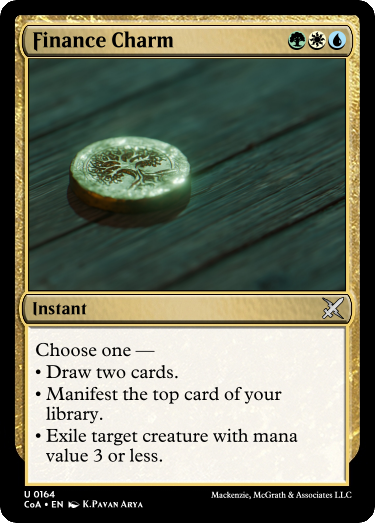 Finance Charm
Instant
Choose one —
• Draw two cards.
• Manifest the top card of your
library.
• Exile target creature with mana
value 3 or less.
U 0164
Mackenzie, McGrath & Associates LLC
CoA • EN K.Pavan Arya